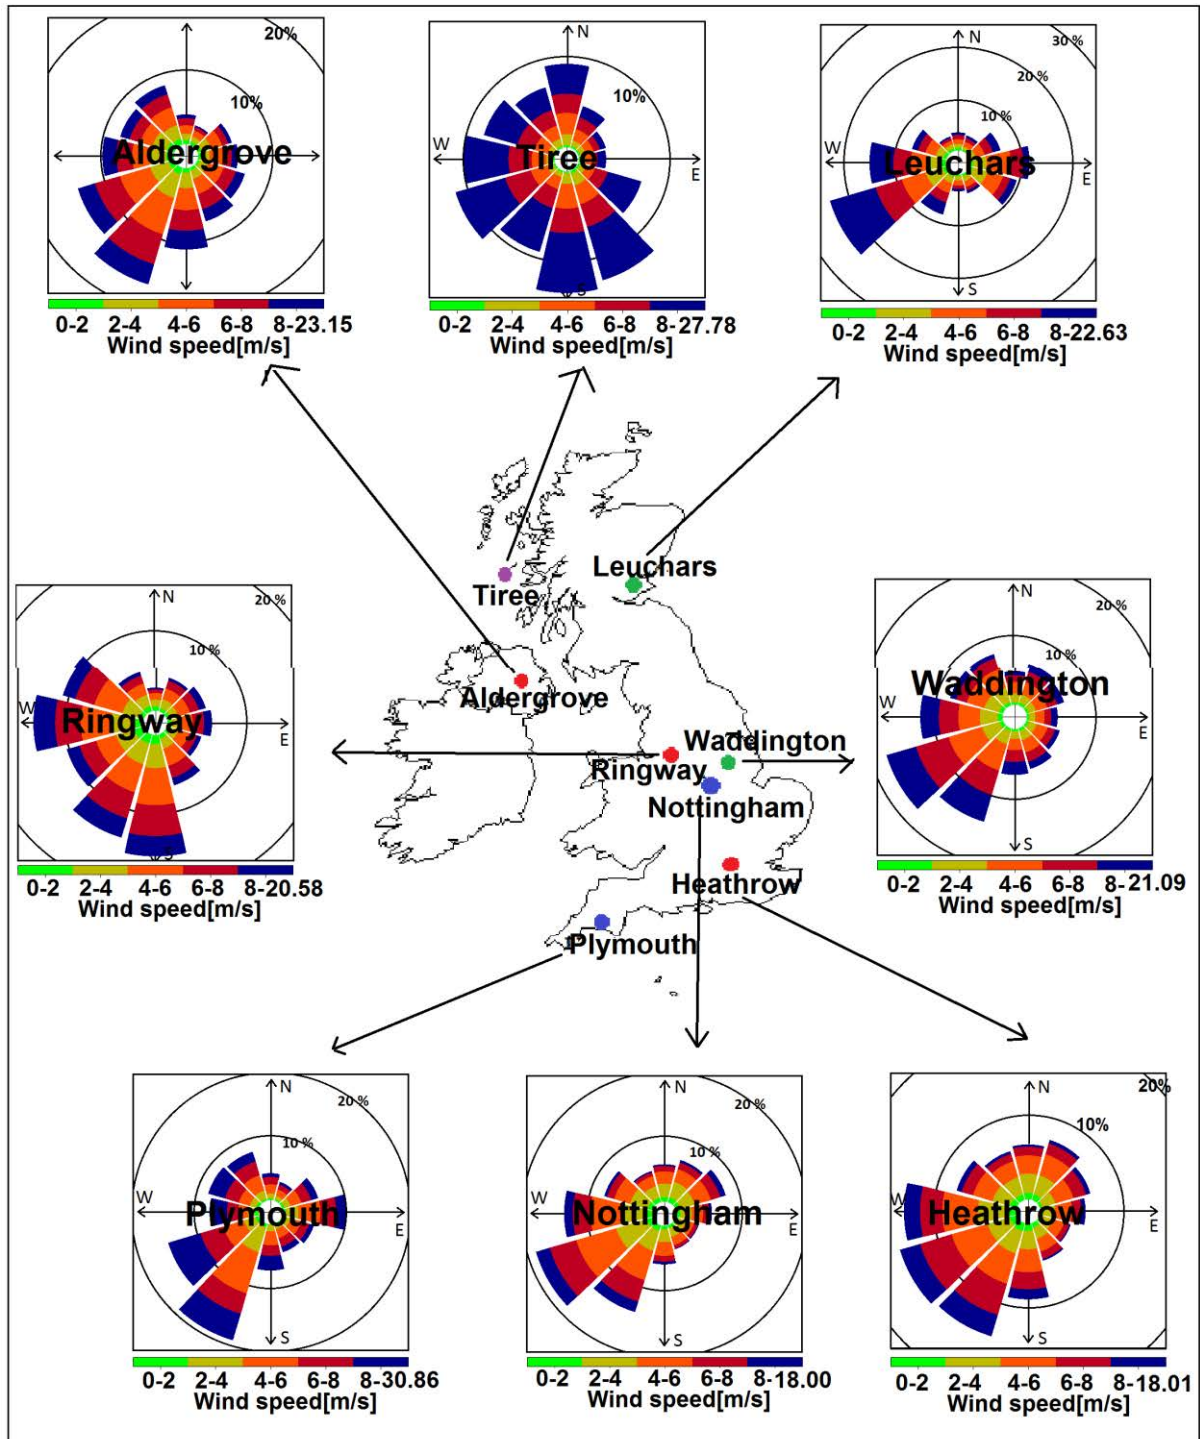 20%
10%
Aldergrove
0-2 2-4 4-6 6-8 8-23.15
Wind speed[m/s]
N
10%
W
Tiree
E
S
0-2 2-4 4-6 6-8 8-27.78
Wind speed[m/s]
30 %
N
20 %
10 %
W
Leuchars
E
S
0-2 2-4 4-6 6-8 8-22.63
Wind speed[m/s]
Leuchars
Tiree
Aldergrove
Waddington
Ringway
Nottingham
Heathrow
Plymouth
N
20 %
10 %
W
Ringway
E
S
0-2 2-4 4-6 6-8 8-20.58
Wind speed[m/s]
N
20 %
10 %
Waddington
W
E
S
0-2 2-4 4-6 6-8 8-21.09
Wind speed[m/s]
N
20 %
10 %
W
Plymouth
E
S
0-2 2-4 4-6 6-8 8-30.86
Wind speed[m/s]
N
20 %
10 %
W
Nottingham
E
S
0-2 2-4 4-6 6-8 8-18.00
Wind speed[m/s]
20%
N
10%
W
Heathrow
E
S
0-2 2-4 4-6 6-8 8-18.01
Wind speed[m/s]